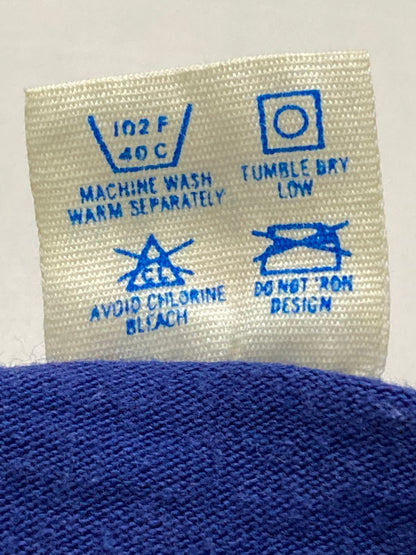 102 F
40 C
MACHINE WASH
WARM SEPARATELY
TUMBLE DRY
LOW
CL
AVOID CHLORINE
BLEACH
DO NOT IRON
DESIGN